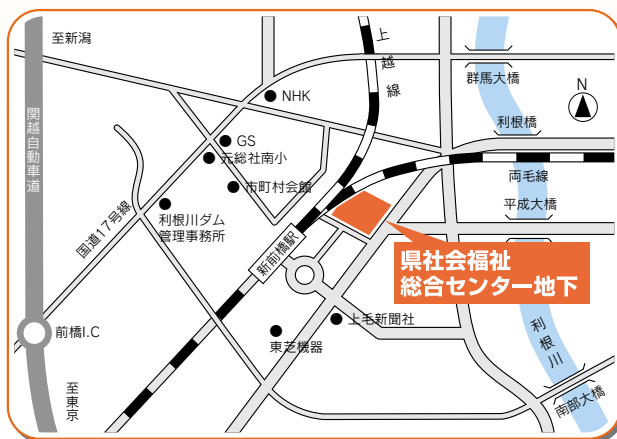 至新潟
上越線
NHK
群馬大橋
N
関越自動車道
GS
利根橋
元総社南小
市町村会館
両毛線
平成大橋
利根川ダム
管理事務所
国道17号線
新前橋駅
県社会福祉
総合センター地下
前橋I.C
上毛新聞社
東芝機器
利根川
至東京
南部大橋